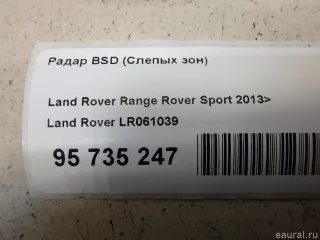 Радар BSD (Слепых зон)
Land Rover Range Rover Sport 2013>
Land Rover LR061039
95 735 247
eaural.ru